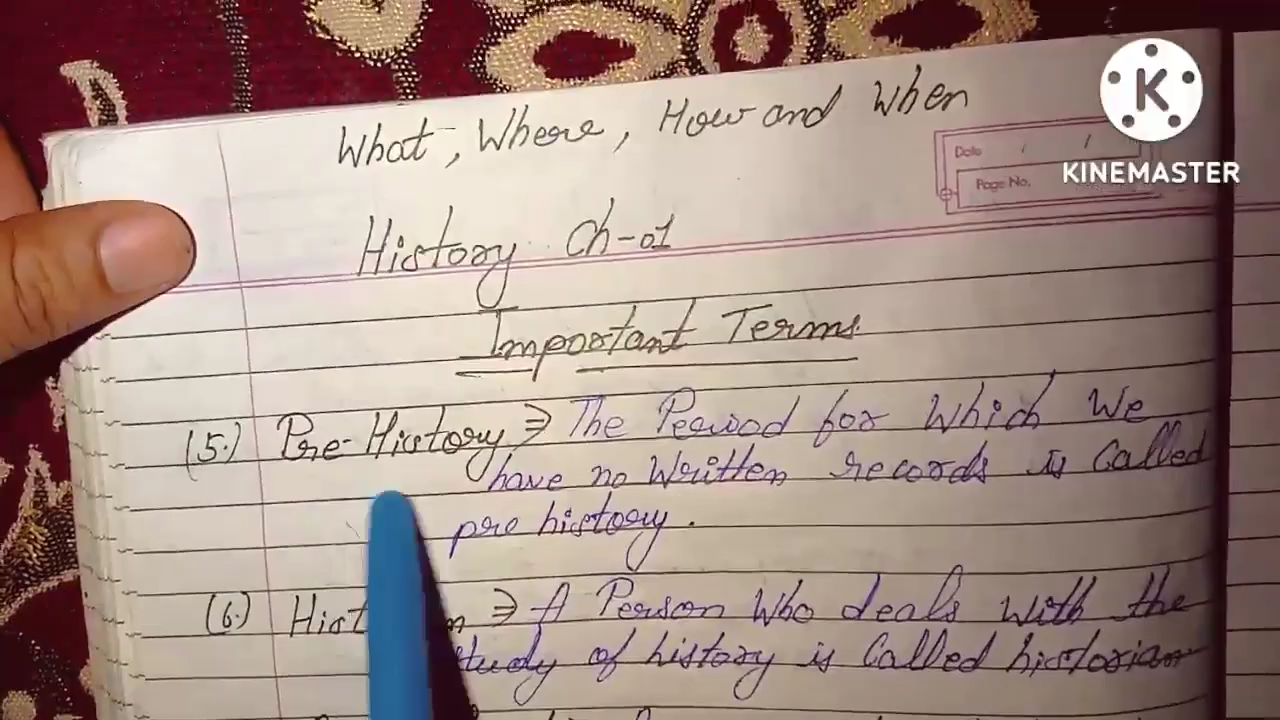 What, Where, How and When
K
KINEMASTER
Date / /
Page No.
History Ch-01
Important Terms
(5.) Pre-History ⇒ The Period for Which We
have no Written records is Called
pre history.
(6.) ⇒ A Person Who deals with the
study of history is Called historian